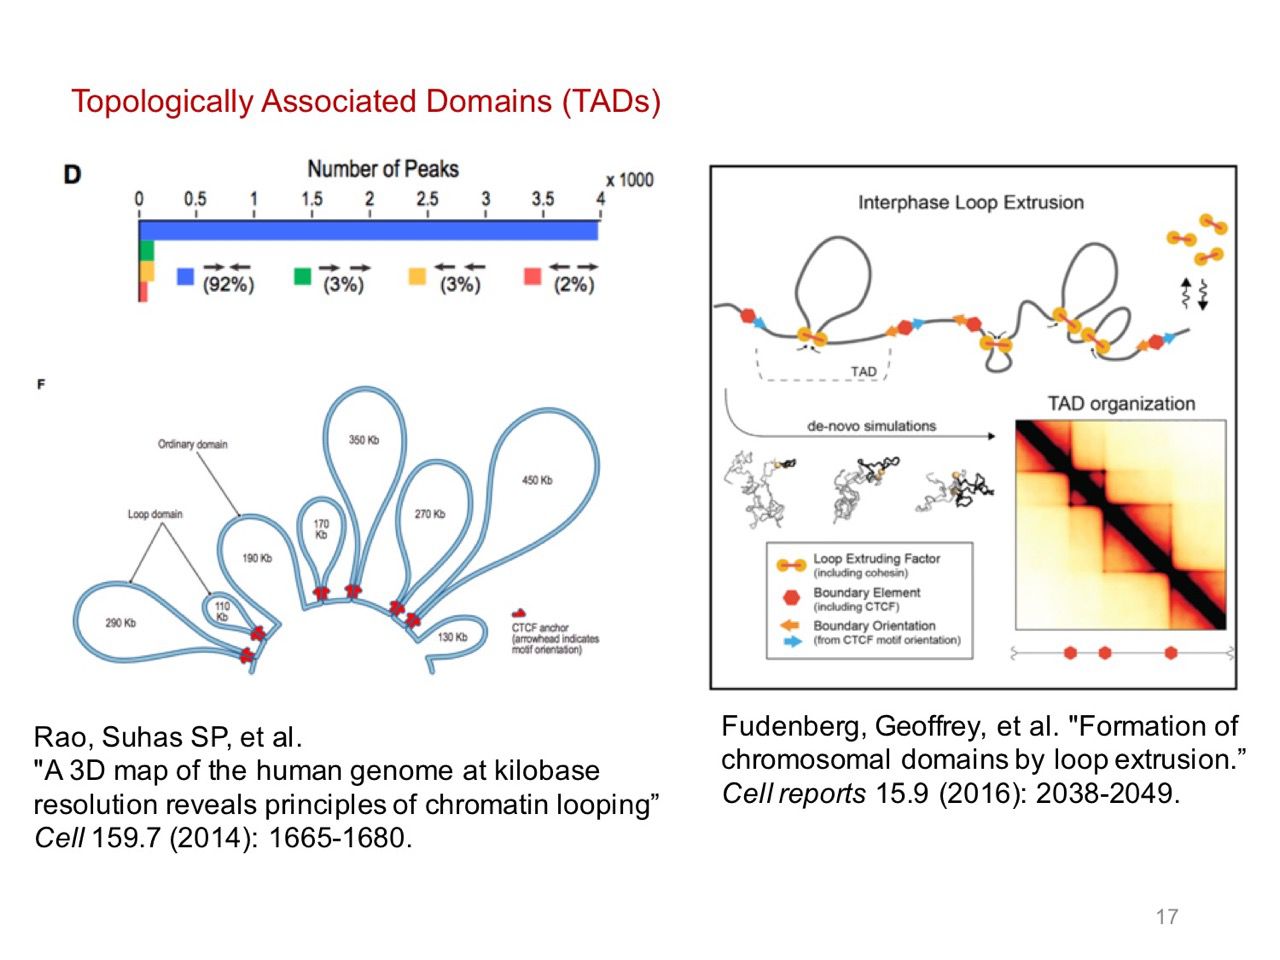 Topologically Associated Domains (TADs)
D
Number of Peaks
x 1000
0 0.5 1 1.5 2 2.5 3 3.5 4
(92%) (3%) (3%) (2%)
F
Ordinary domain
Loop domain
290 Kb
110
Kb
190 Kb
170
Kb
350 Kb
270 Kb
450 Kb
130 Kb
CTCF anchor
(arrowhead indicates
motif orientation)
Rao, Suhas SP, et al.
"A 3D map of the human genome at kilobase
resolution reveals principles of chromatin looping”
Cell 159.7 (2014): 1665-1680.
Interphase Loop Extrusion
TAD
de-novo simulations
TAD organization
Loop Extruding Factor
(including cohesin)
Boundary Element
(including CTCF)
Boundary Orientation
(from CTCF motif orientation)
Fudenberg, Geoffrey, et al. "Formation of
chromosomal domains by loop extrusion.”
Cell reports 15.9 (2016): 2038-2049.
17